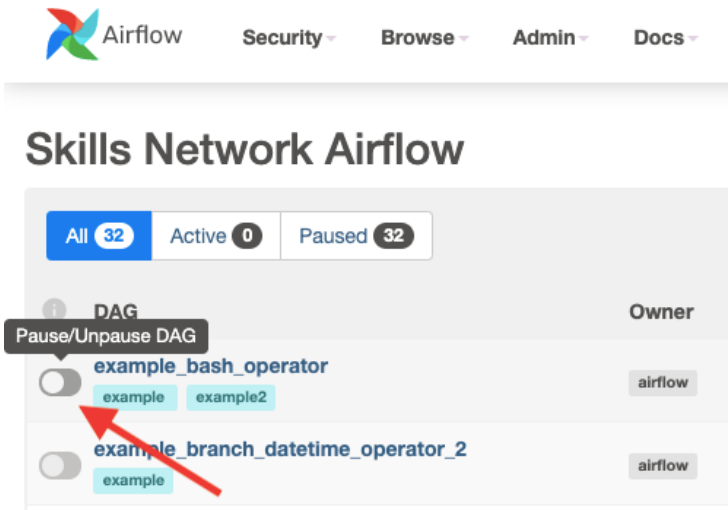 Airflow Security Browse Admin Docs
Skills Network Airflow
All 32 Active 0 Paused 32
i DAG Owner
Pause/Unpause DAG
example_bash_operator
example example2 airflow
example_branch_datetime_operator_2
example airflow